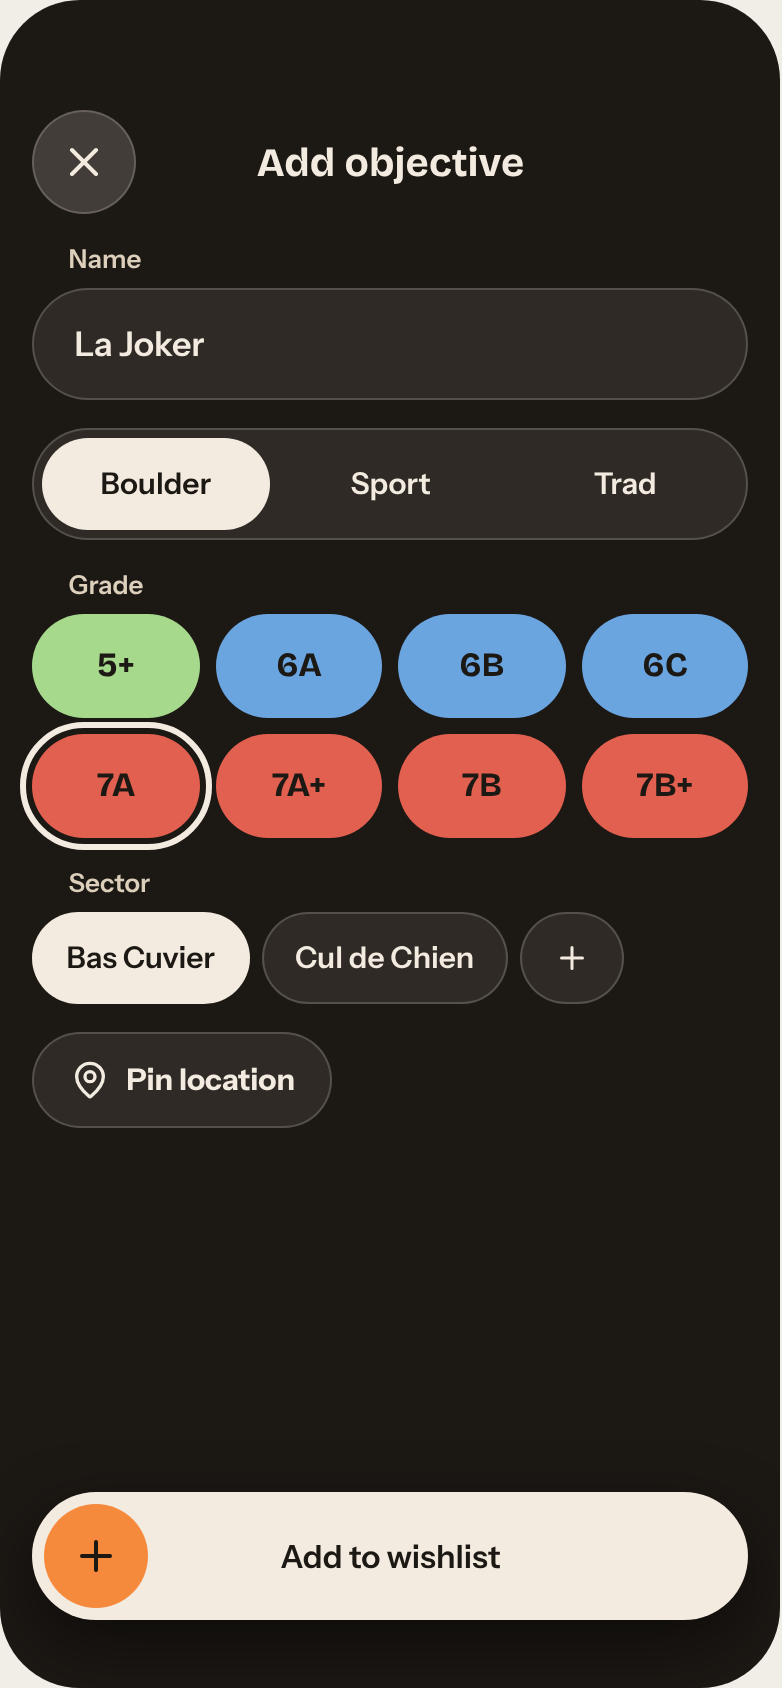 Add objective
Name
La Joker
Boulder Sport Trad
Grade
5+ 6A 6B 6C
7A 7A+ 7B 7B+
Sector
Bas Cuvier Cul de Chien +
Pin location
+ Add to wishlist